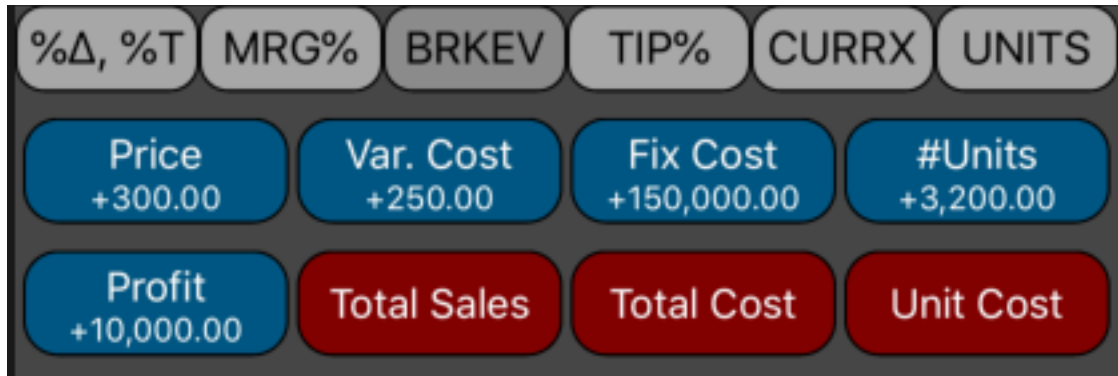 %Δ, %T MRG% BRKEV TIP% CURRX UNITS
Price Var. Cost Fix Cost #Units
+300.00 +250.00 +150,000.00 +3,200.00
Profit Total Sales Total Cost Unit Cost
+10,000.00